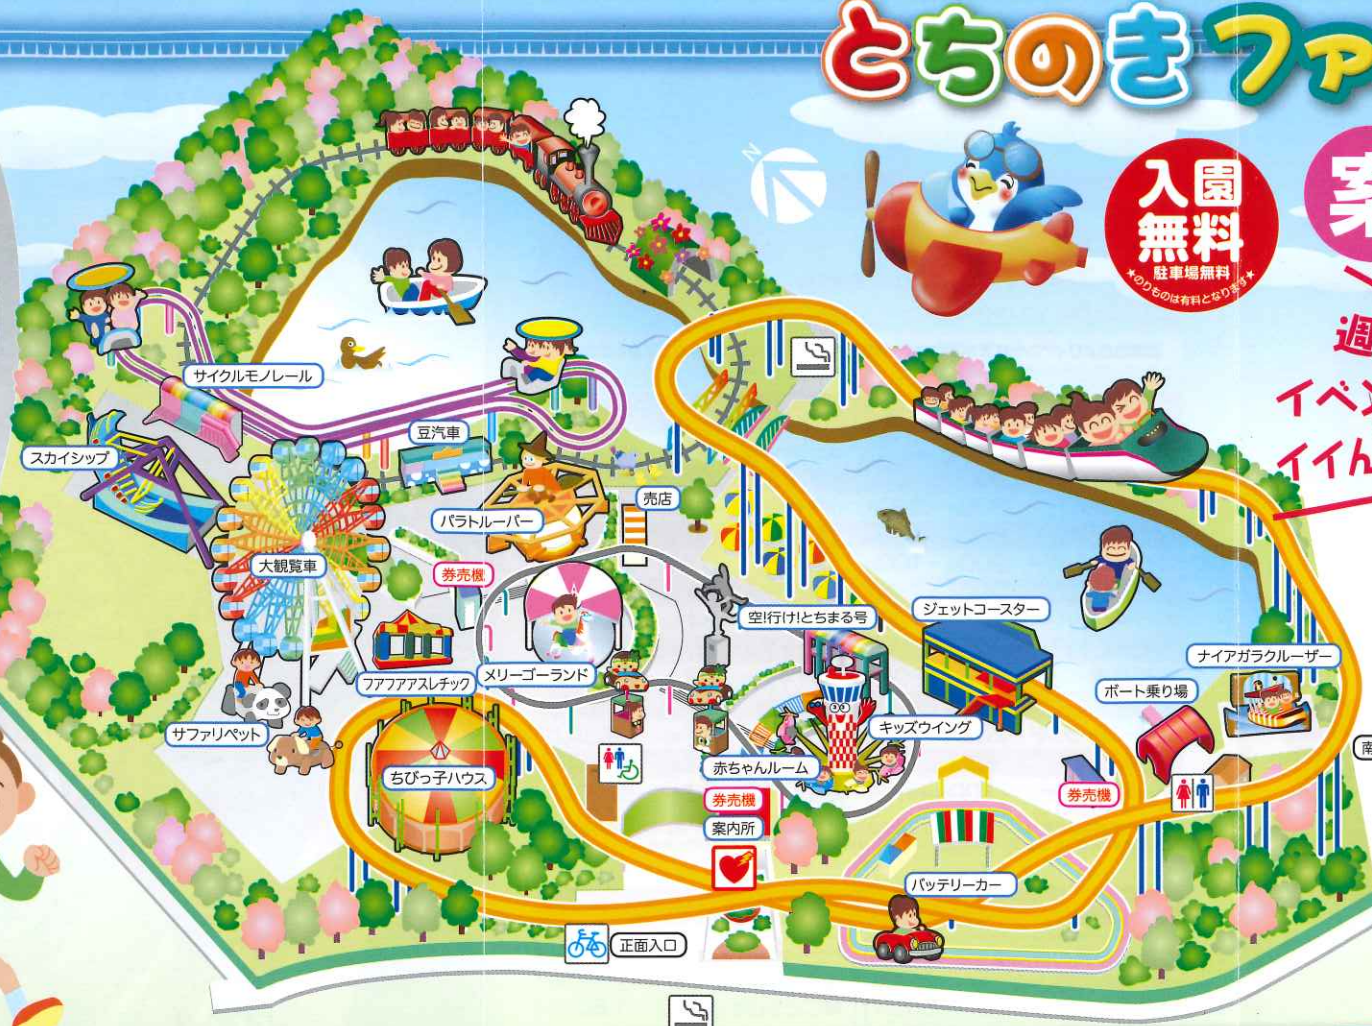 とちのきファ
N
入園
無料
駐車場無料
★のりものは有料となります★
案
週
イベン
イイん
サイクルモノレール
スカイシップ
豆汽車
パラトルーパー
売店
大観覧車
券売機
空!行け!とちまる号
ジェットコースター
ナイアガラクルーザー
フアフアアスレチック
メリーゴーランド
ボート乗り場
サファリペット
キッズウイング
赤ちゃんルーム
ちびっ子ハウス
券売機
券売機
案内所
バッテリーカー
正面入口
南